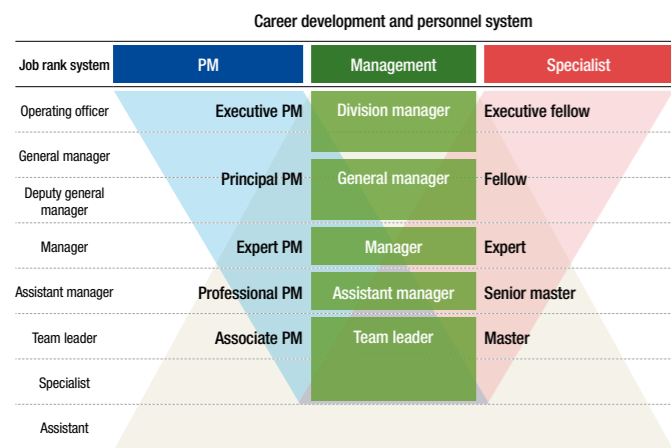 Career development and personnel system
Job rank system PM Management Specialist
Operating officer Executive PM Division manager Executive fellow
General manager
Principal PM General manager Fellow
Deputy general
manager
Manager Expert PM Manager Expert
Assistant manager Professional PM Assistant manager Senior master
Team leader Associate PM Team leader Master
Specialist
Assistant